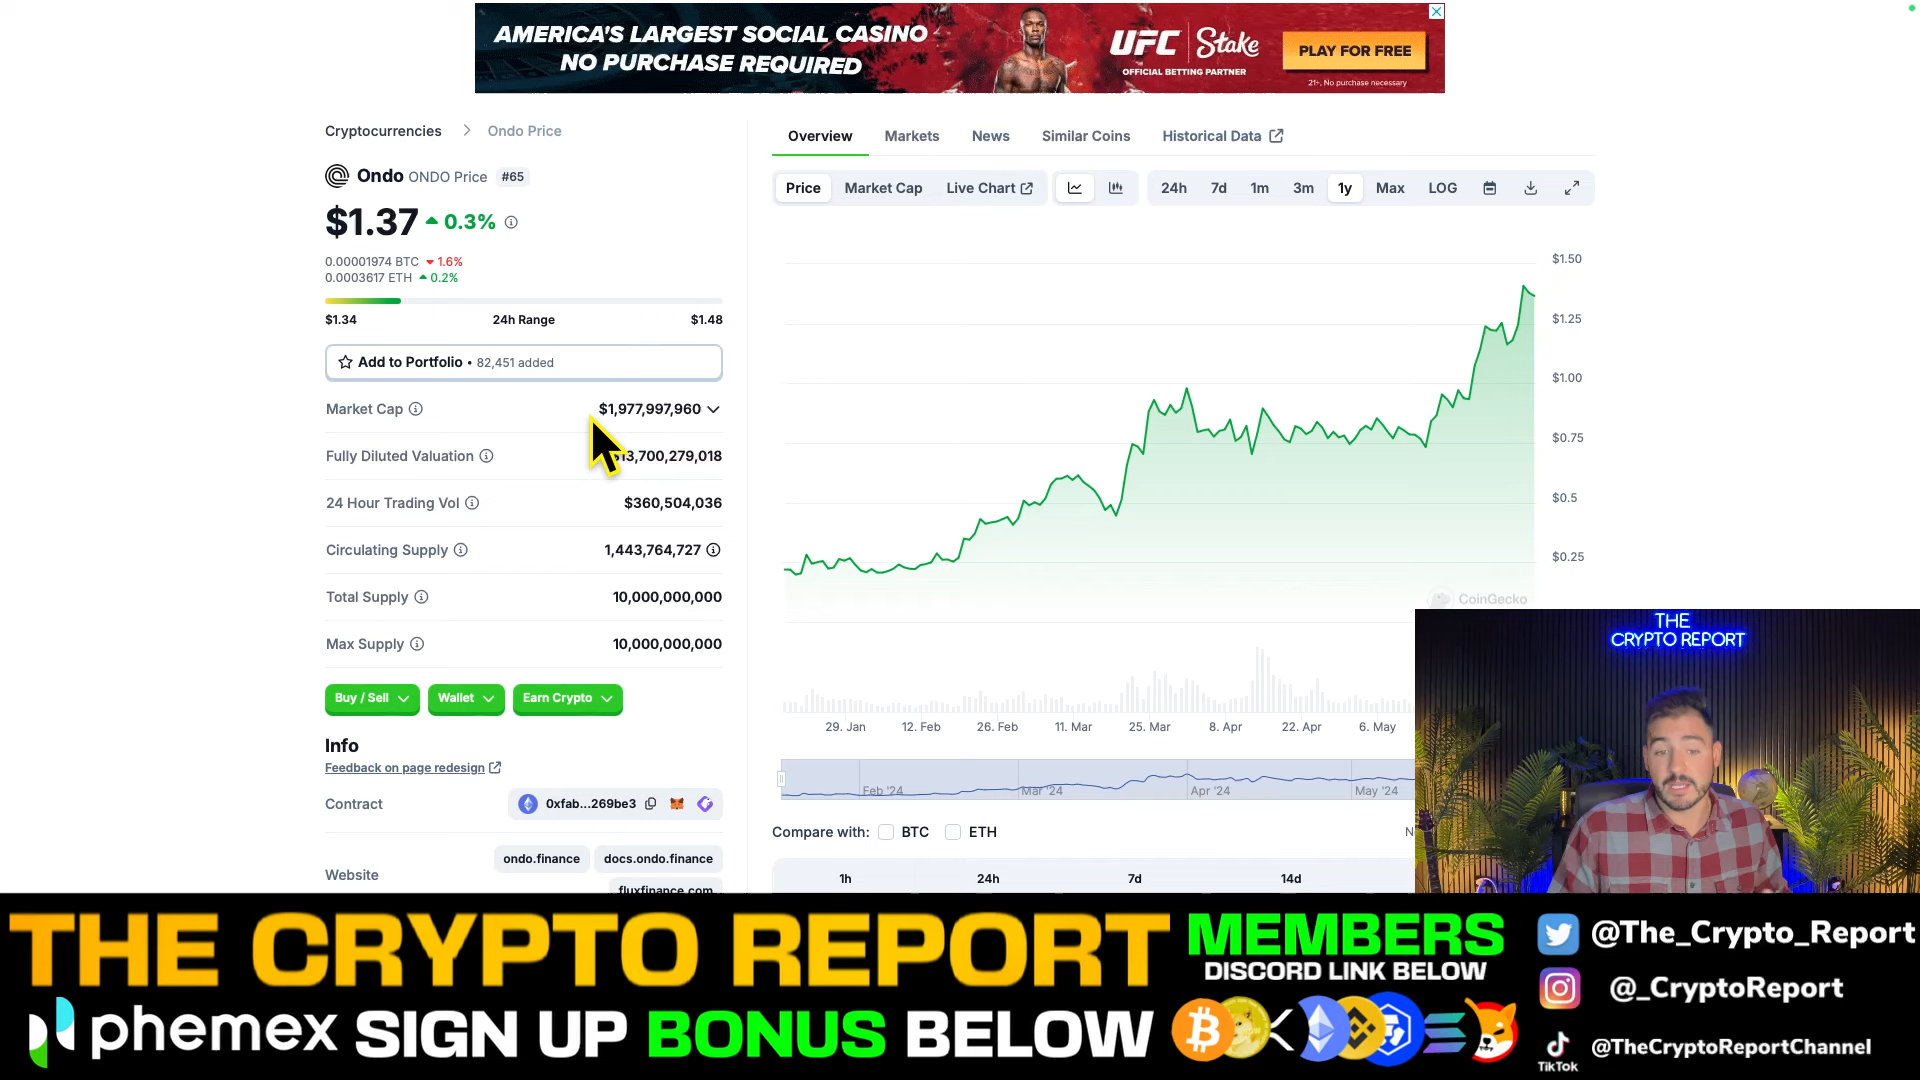 AMERICA'S LARGEST SOCIAL CASINO
NO PURCHASE REQUIRED
UFC | Stake
OFFICIAL BETTING PARTNER
PLAY FOR FREE
21+, No purchase necessary
Cryptocurrencies > Ondo Price
Ondo ONDO Price #65
$1.37 0.3%
0.00001974 BTC 1.6%
0.0003617 ETH 0.2%
$1.34 24h Range $1.48
Add to Portfolio • 82,451 added
Market Cap $1,977,997,960
Fully Diluted Valuation 13,700,279,018
24 Hour Trading Vol $360,504,036
Circulating Supply 1,443,764,727
Total Supply 10,000,000,000
Max Supply 10,000,000,000
Buy / Sell Wallet Earn Crypto
Info
Feedback on page redesign
Contract 0xfab...269be3
Website ondo.finance docs.ondo.finance
fluxfinance.com
Overview Markets News Similar Coins Historical Data
Price Market Cap Live Chart 24h 7d 1m 3m 1y Max LOG
$1.50
$1.25
$1.00
$0.75
$0.5
$0.25
CoinGecko
29. Jan 12. Feb 26. Feb 11. Mar 25. Mar 8. Apr 22. Apr 6. May
Feb '24 Mar '24 Apr '24 May '24
Compare with: BTC ETH
N
1h 24h 7d 14d
THE
CRYPTO REPORT
THE CRYPTO REPORT
MEMBERS
DISCORD LINK BELOW
phemex SIGN UP BONUS BELOW
@The_Crypto_Report
@_CryptoReport
TikTok @TheCryptoReportChannel